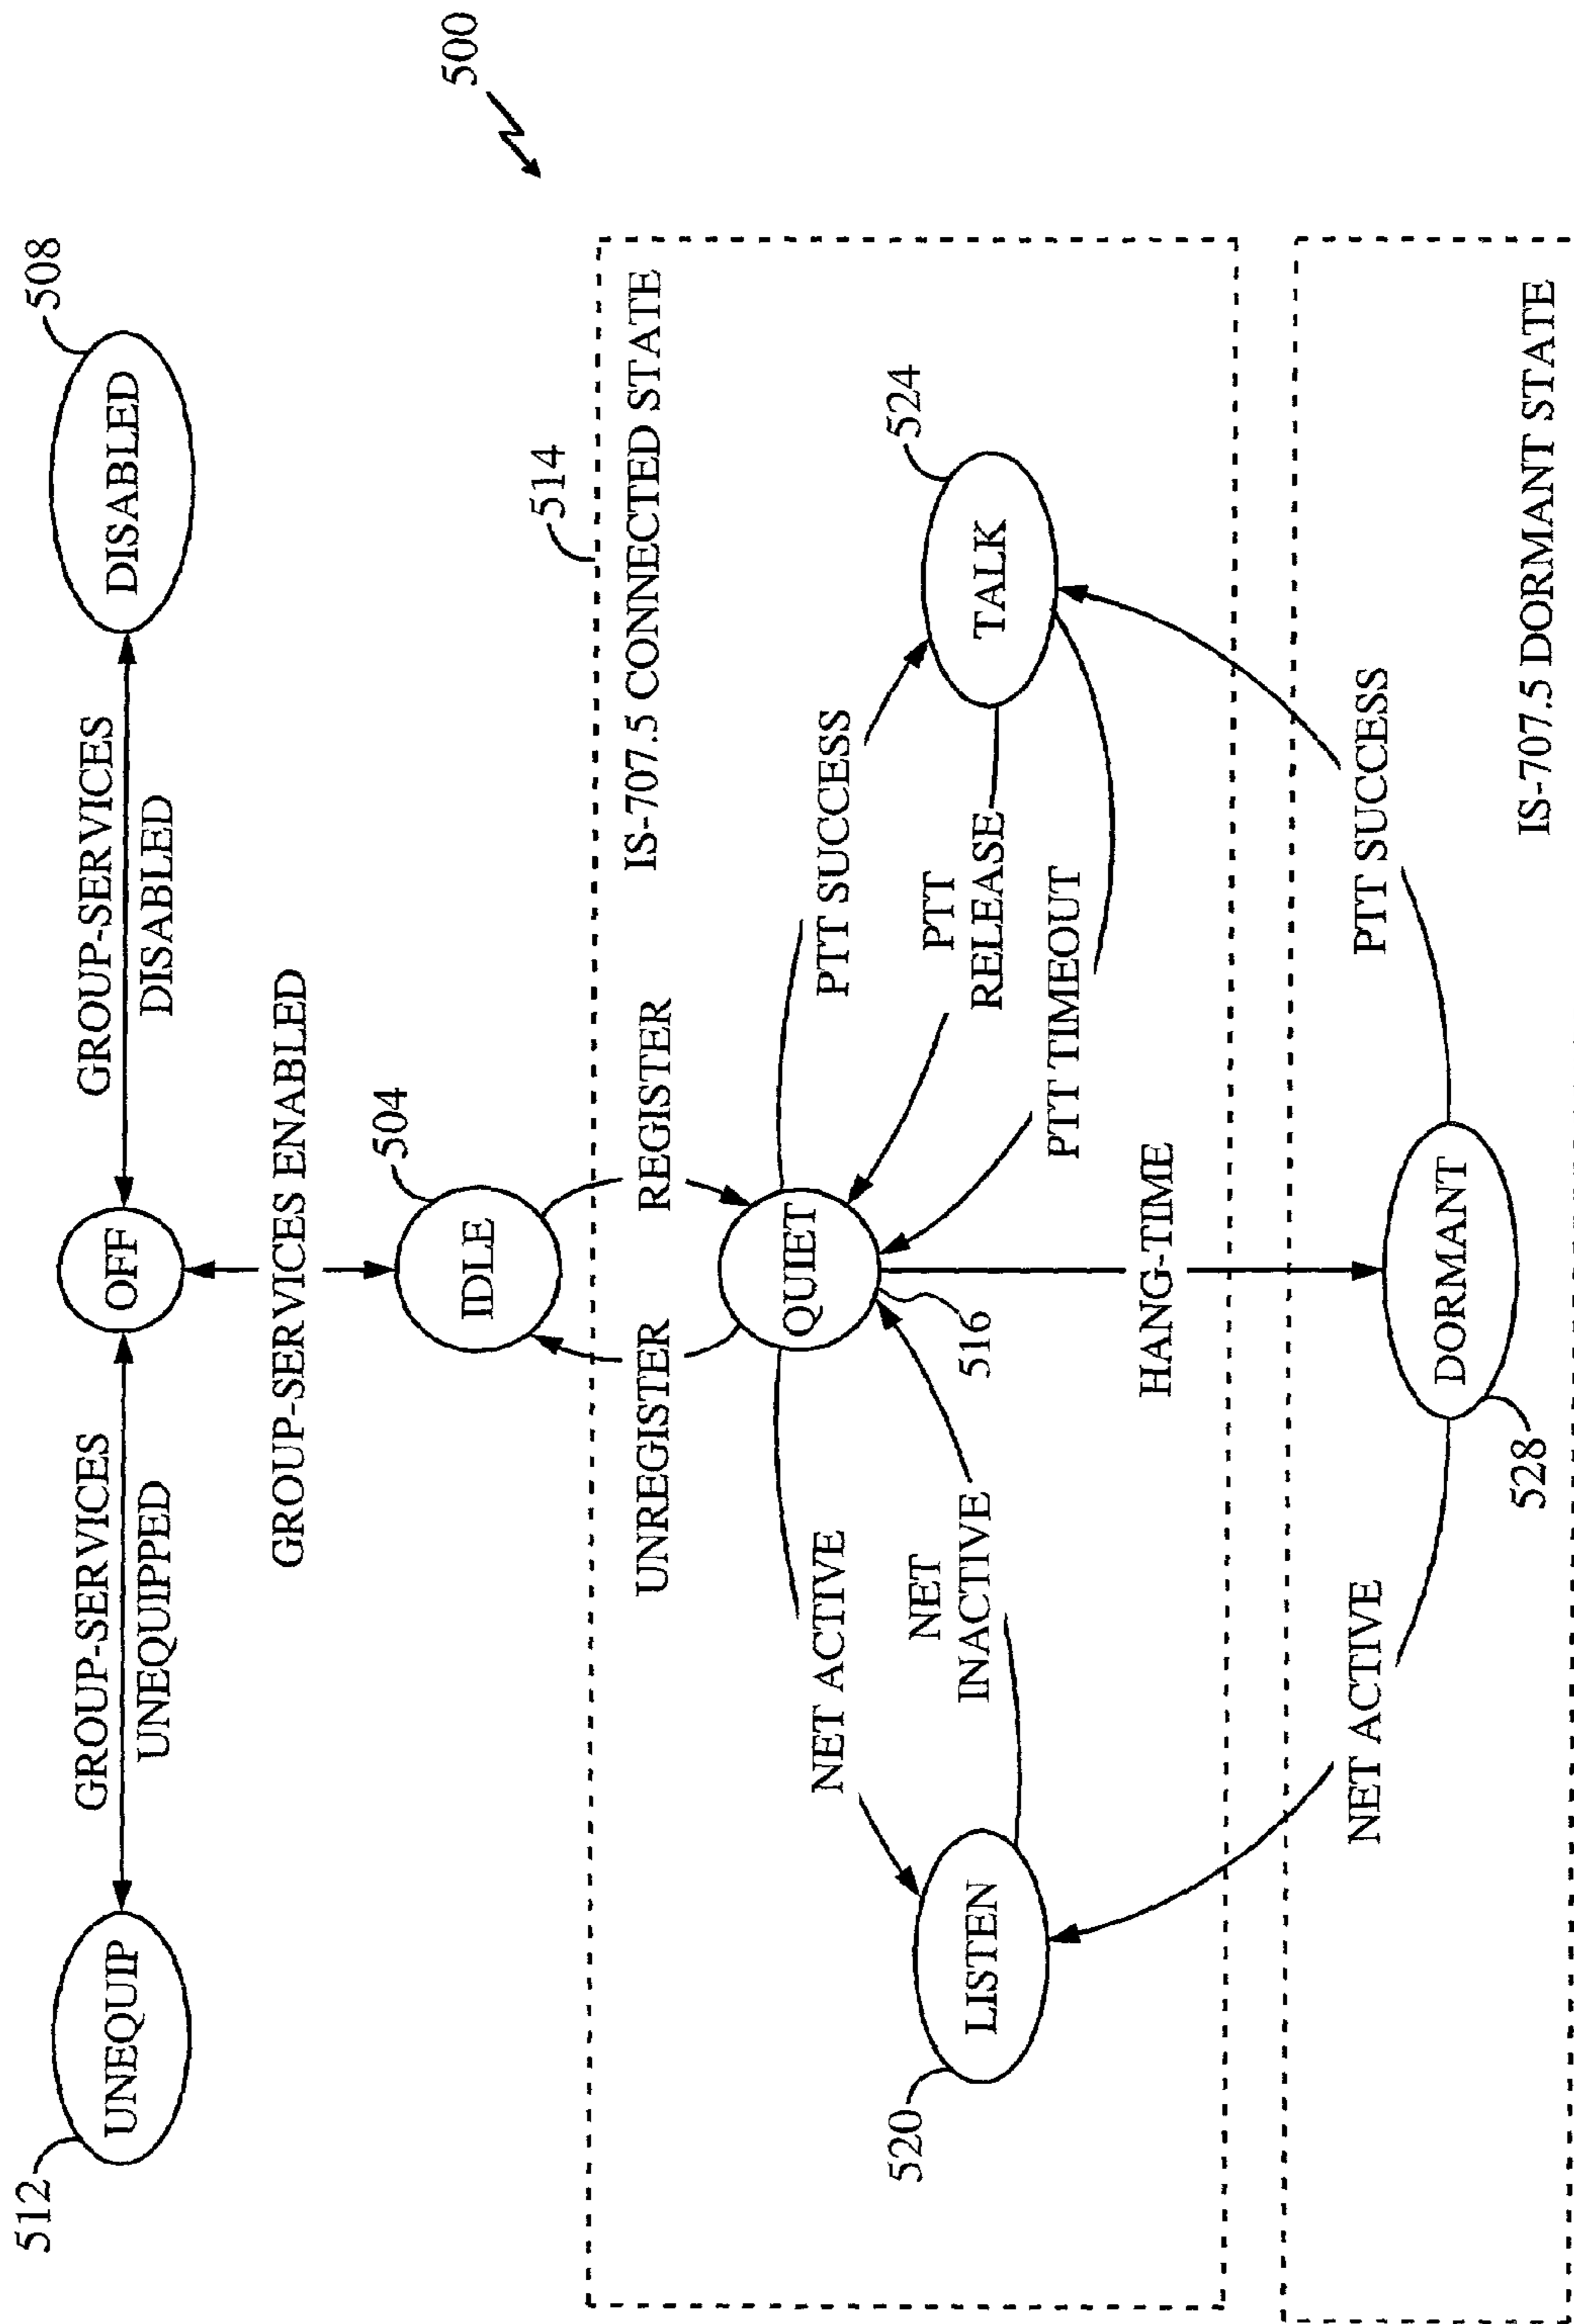 500
512
UNEQUIP
GROUP-SERVICES
UNEQUIPPED
OFF
GROUP-SERVICES
DISABLED
DISABLED
508
GROUP-SERVICES ENABLED
IDLE
504
514
IS-707.5 CONNECTED STATE
UNREGISTER
REGISTER
QUIET
516
NET ACTIVE
NET
INACTIVE
LISTEN
520
PTT SUCCESS
PTT
RELEASE
PTT TIMEOUT
TALK
524
HANG-TIME
NET ACTIVE
DORMANT
528
PTT SUCCESS
IS-707.5 DORMANT STATE